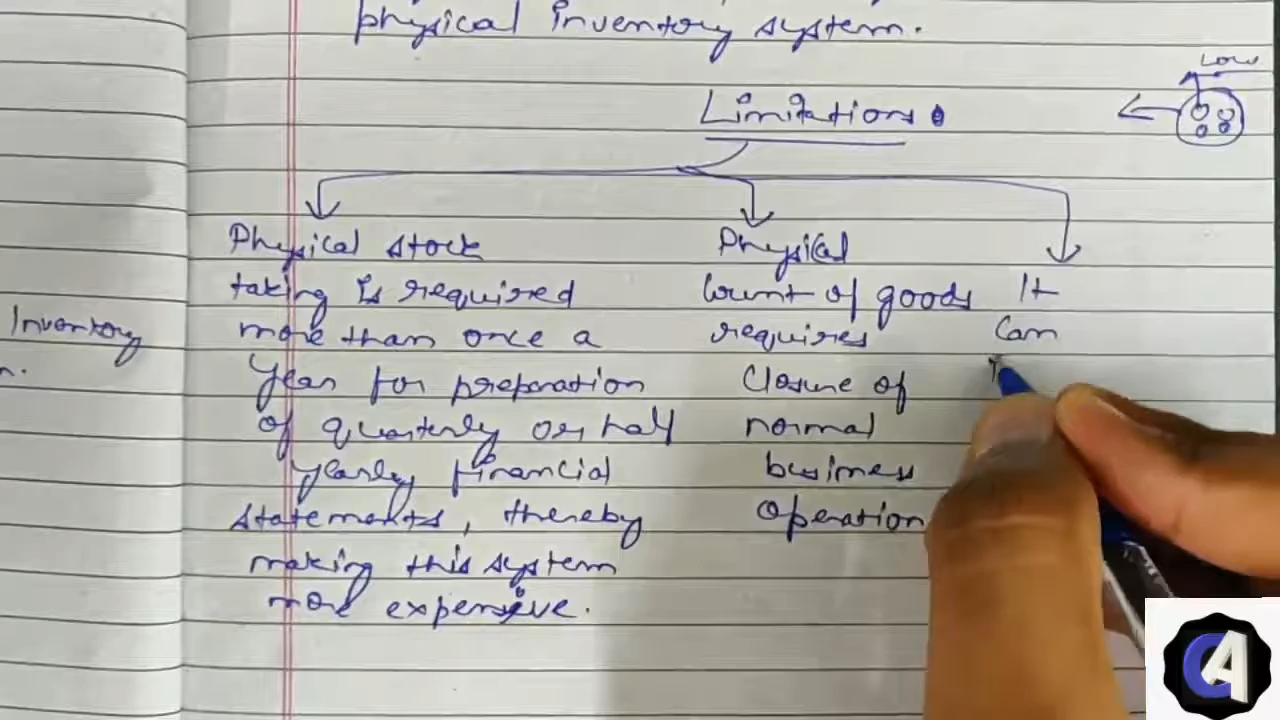 physical inventory system.
Low
Limitations
Physical stock
taking is required
more than once a
year for preparation
of quarterly or half
yearly financial
statements, thereby
making this system
more expensive.
Physical
Count of goods
requires
Closure of
normal
business
operation
It
Can
Inventory
CA